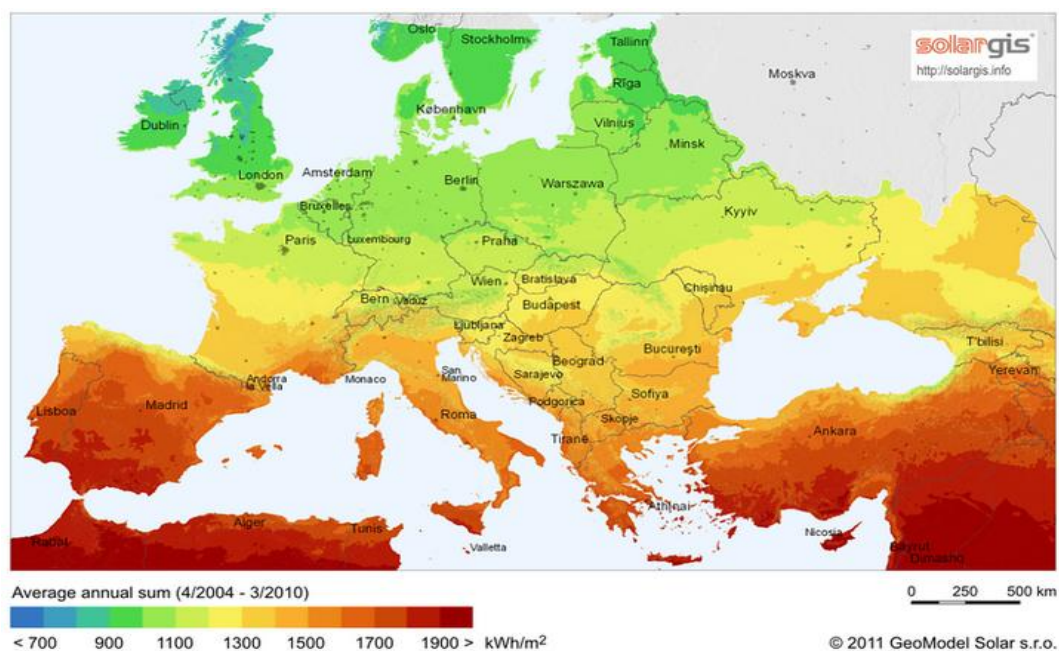 Oslo
Stockholm
Tallinn
solargis
http://solargis.info
Moskva
Rīga
København
Dublin
Vilnius
Minsk
London
Amsterdam
Berlin
Warszawa
Bruxelles
Kyyiv
Paris
Luxembourg
Praha
Wien
Bratislava
Chişinau
Bern
Vaduz
Budapest
Ljubljana
Zagreb
T'bilisi
Beograd
Bucureşti
Yerevan
Andorra
la Vella
Monaco
San
Marino
Sarajevo
Sofiya
Podgorica
Lisboa
Madrid
Roma
Skopje
Tiranë
Ankara
Athínai
Alger
Tunis
Nicosia
Rabat
Valletta
Bayrut
Dimashq
Average annual sum (4/2004 - 3/2010)
0 250 500 km
< 700 900 1100 1300 1500 1700 1900 > kWh/m²
© 2011 GeoModel Solar s.r.o.